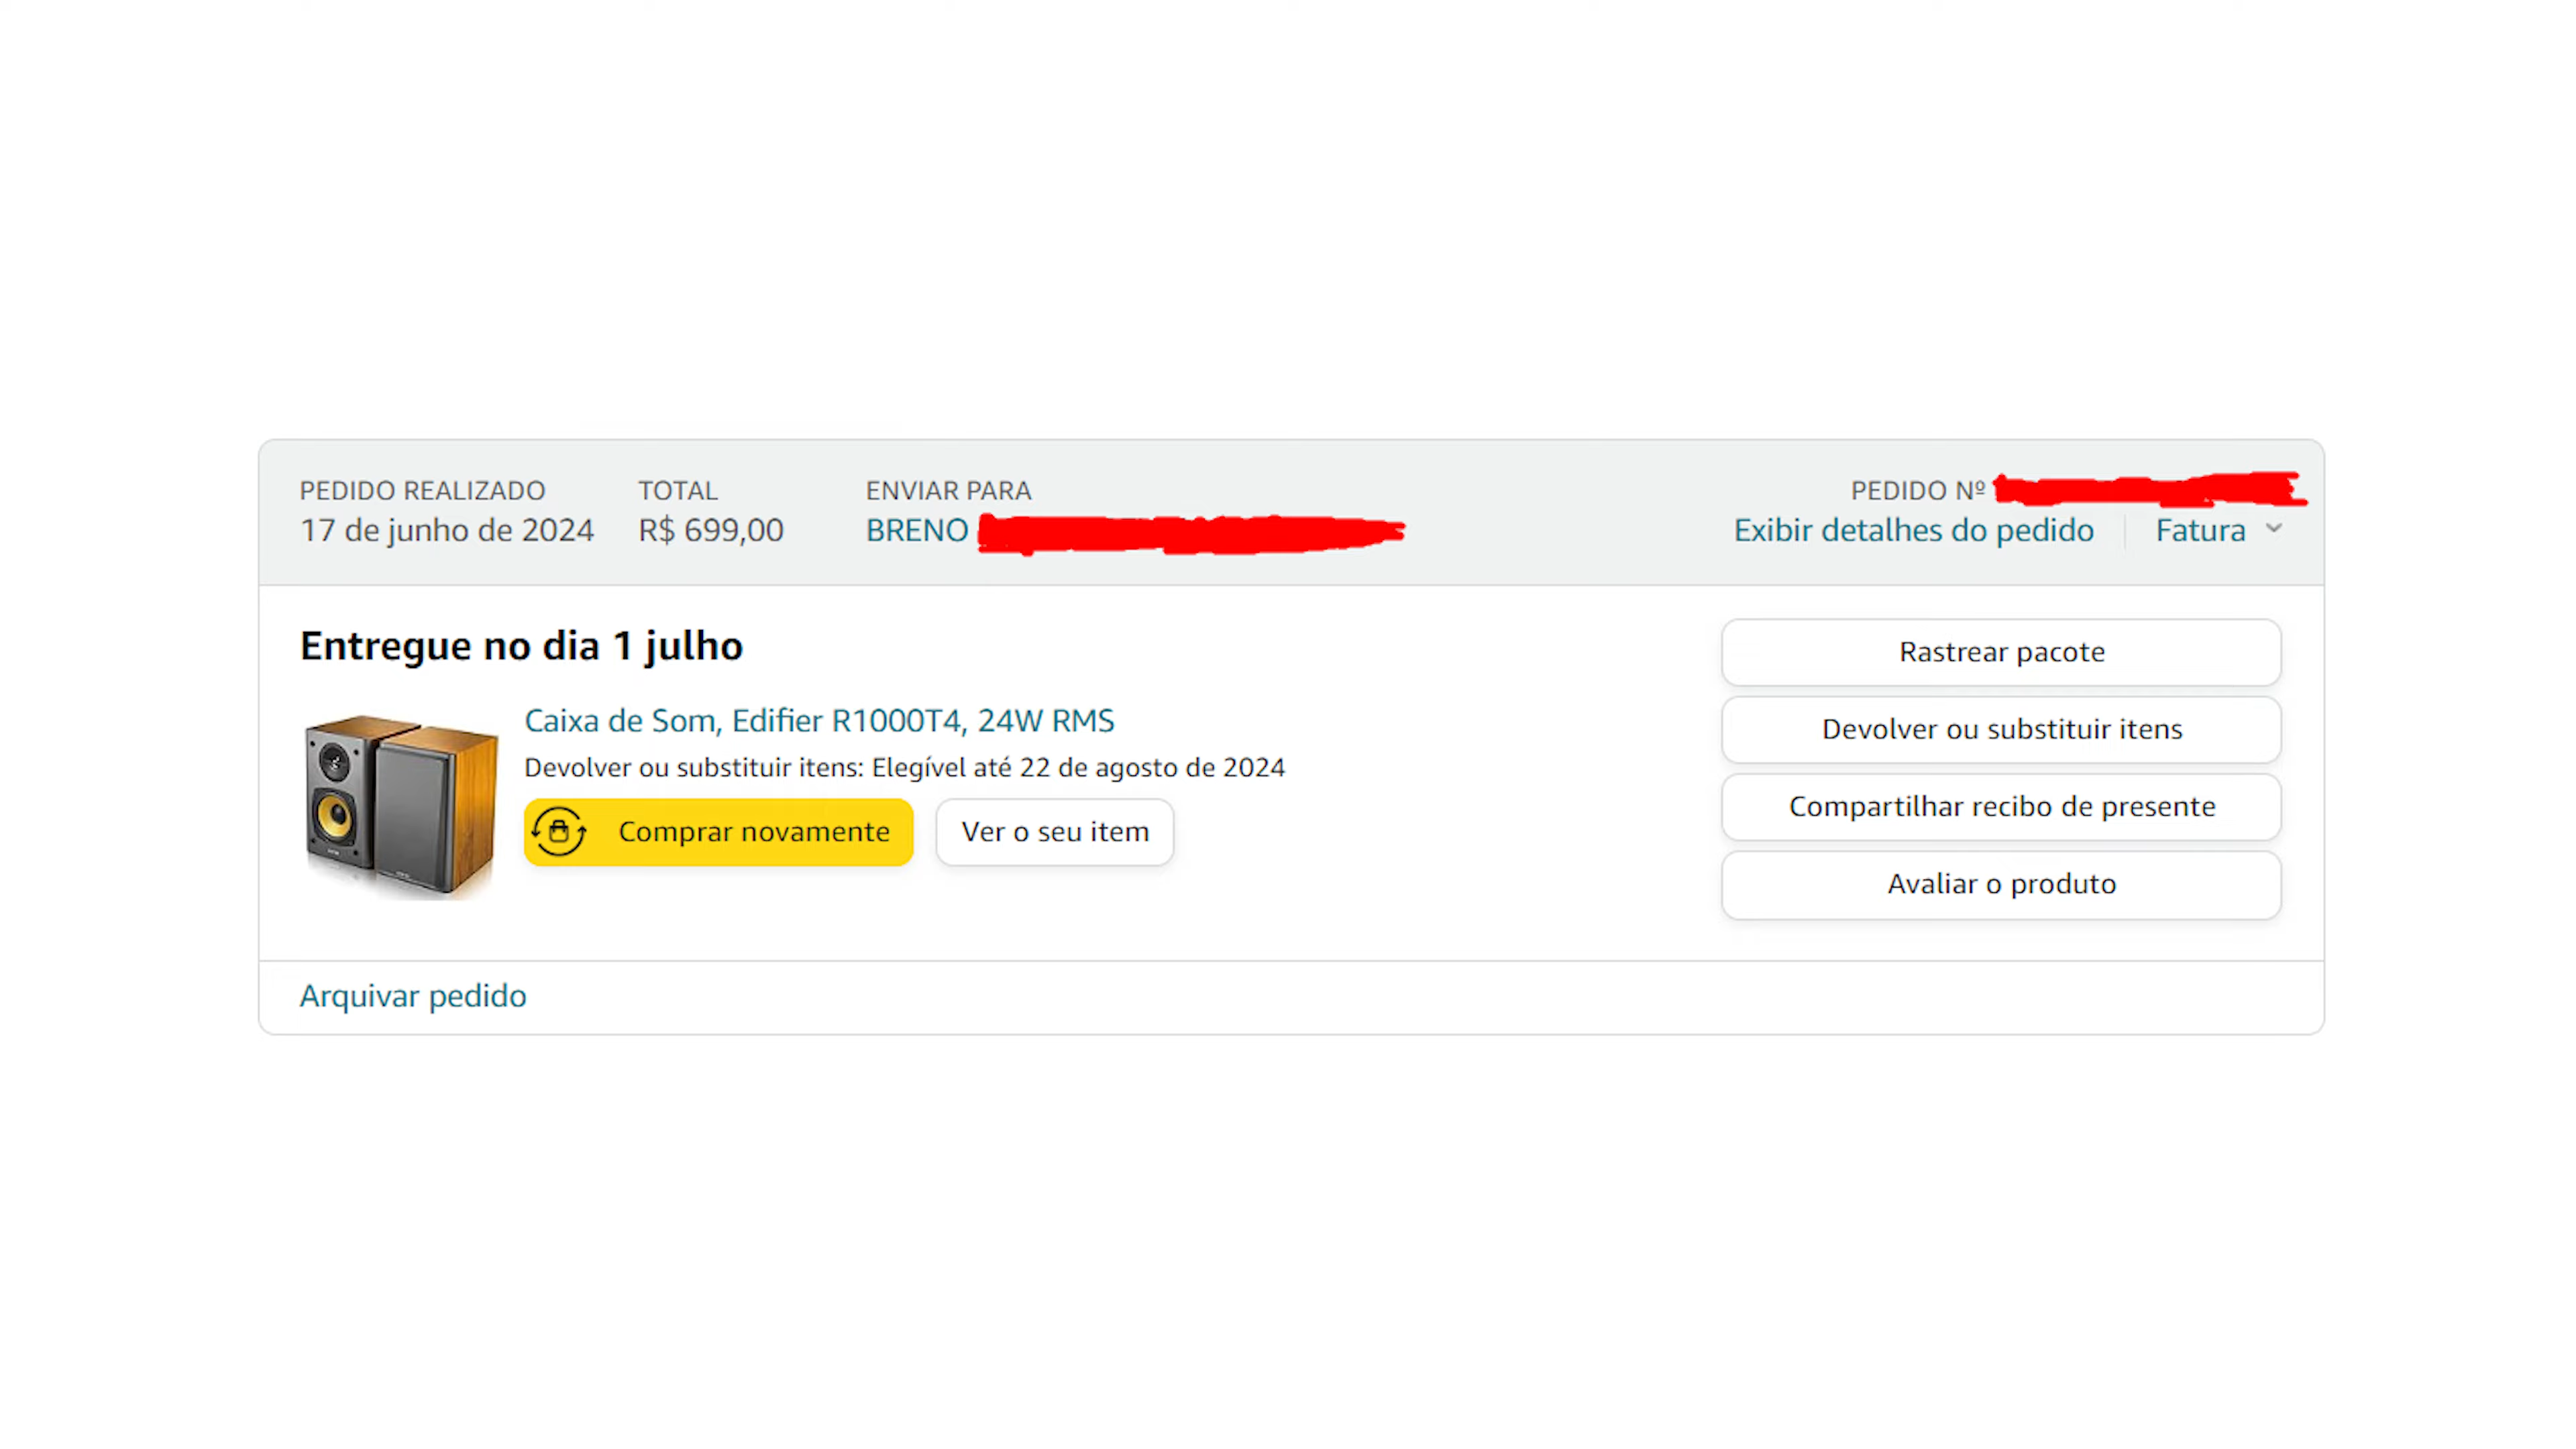 PEDIDO REALIZADO
17 de junho de 2024
TOTAL
R$ 699,00
ENVIAR PARA
BRENO
PEDIDO Nº
Exibir detalhes do pedido
Fatura
Entregue no dia 1 julho
Caixa de Som, Edifier R1000T4, 24W RMS
Devolver ou substituir itens: Elegível até 22 de agosto de 2024
Comprar novamente
Ver o seu item
Rastrear pacote
Devolver ou substituir itens
Compartilhar recibo de presente
Avaliar o produto
Arquivar pedido